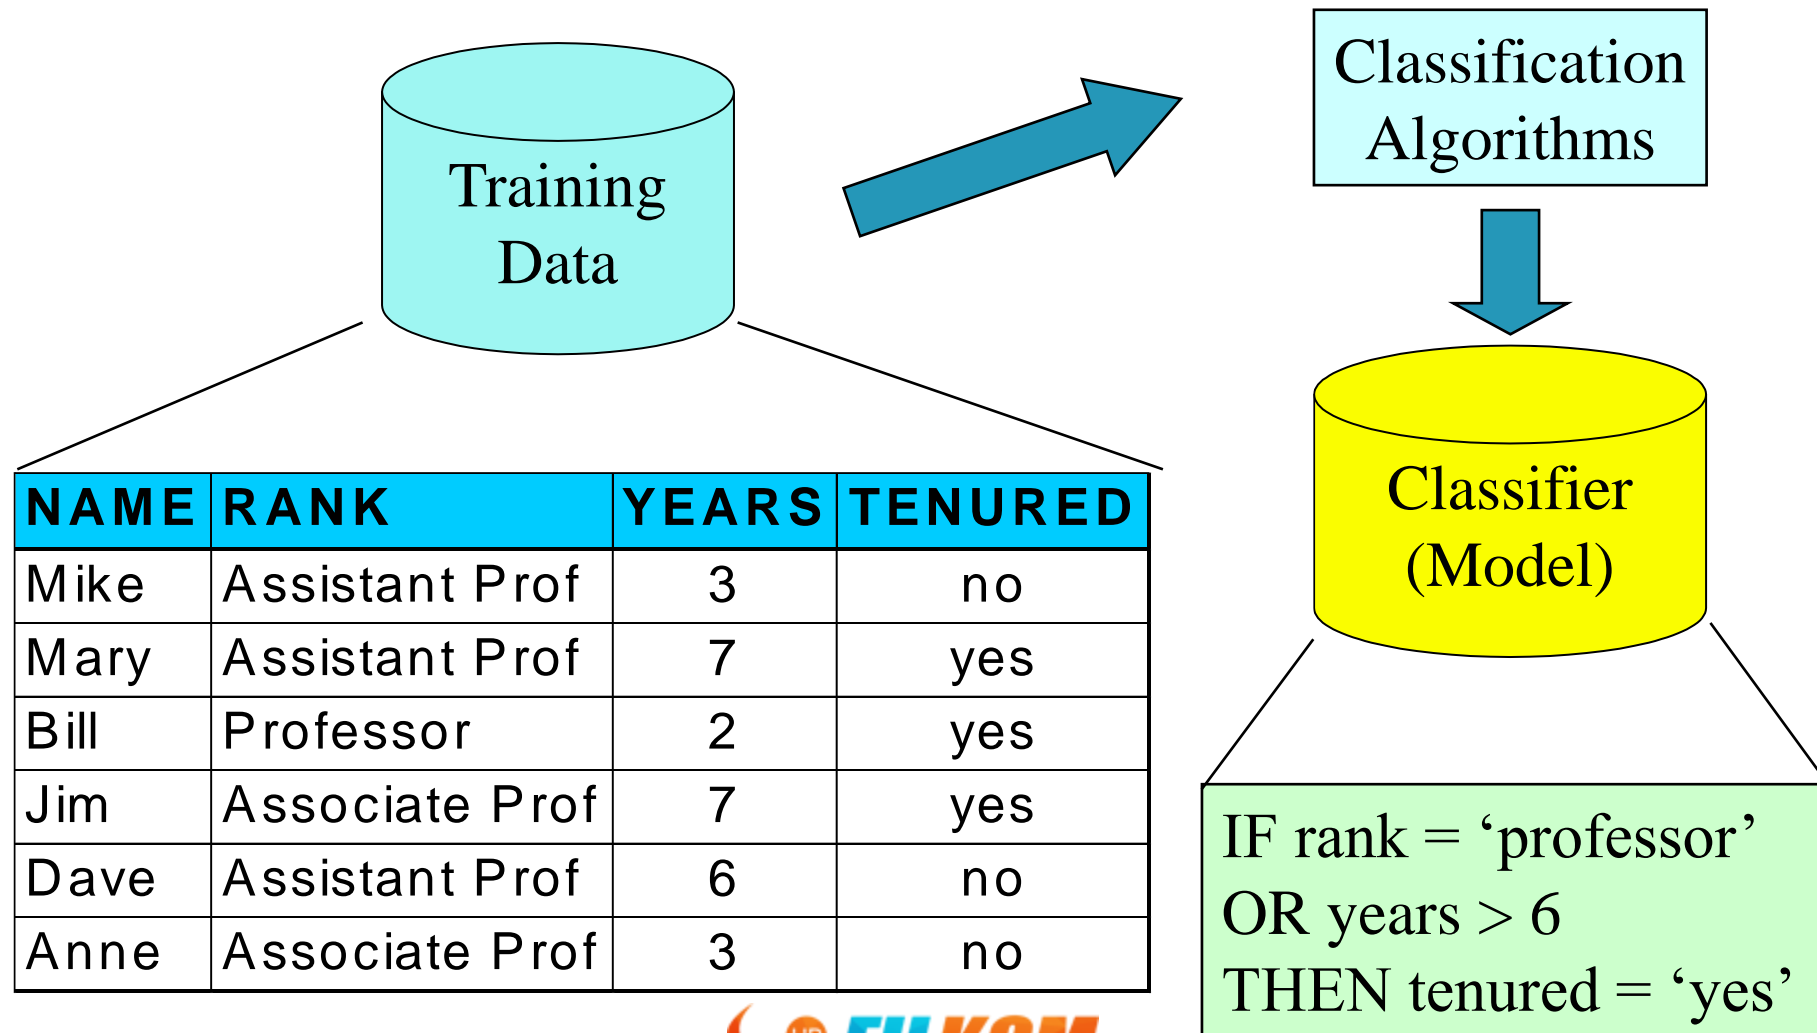 Training
Data
Classification
Algorithms
NAME RANK YEARS TENURED
Mike Assistant Prof 3 no
Mary Assistant Prof 7 yes
Bill Professor 2 yes
Jim Associate Prof 7 yes
Dave Assistant Prof 6 no
Anne Associate Prof 3 no
Classifier
(Model)
IF rank = ‘professor’
OR years > 6
THEN tenured = ‘yes’